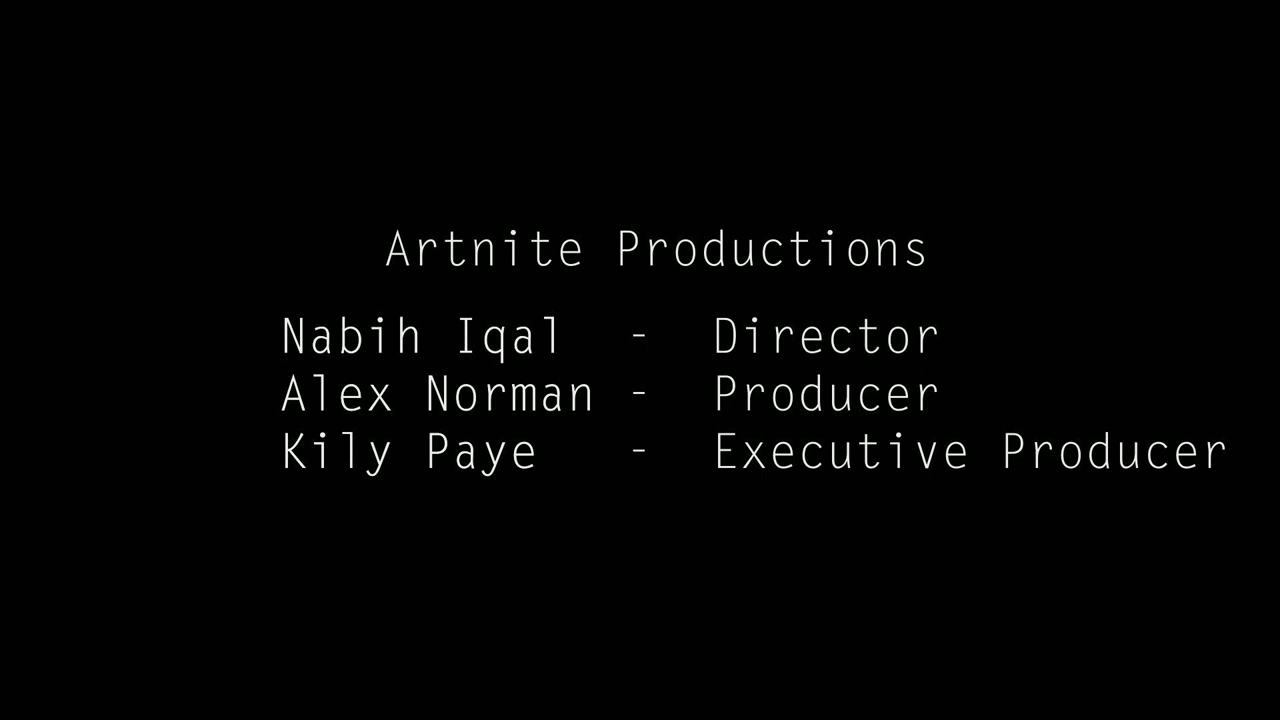 Artnite Productions
Nabih Iqal - Director
Alex Norman - Producer
Kily Paye - Executive Producer